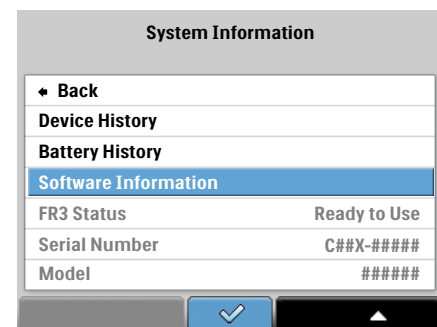 System Information
Back
Device History
Battery History
Software Information
FR3 Status Ready to Use
Serial Number C##X-#####
Model ######